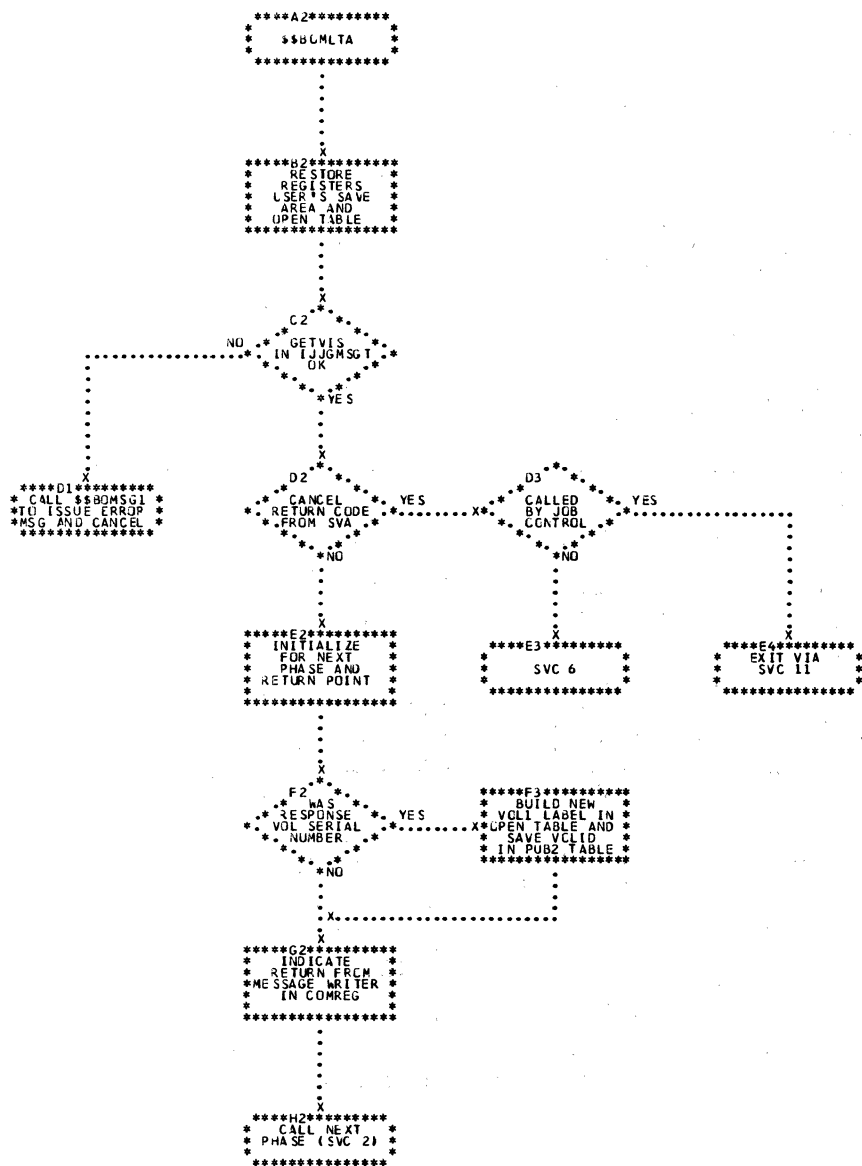 A2
$$BOMLTA
B2
RESTORE
REGISTERS
USER'S SAVE
AREA AND
OPEN TABLE
C2
GETVIS
IN IJJGMSGT
OK
NO
YES
D1
CALL $$BOMSG1
TO ISSUE ERROR
MSG AND CANCEL
D2
CANCEL
RETURN CODE
FROM SVA
YES
NO
D3
CALLED
BY JOB
CONTROL
YES
NO
E2
INITIALIZE
FOR NEXT
PHASE AND
RETURN POINT
E3
SVC 6
E4
EXIT VIA
SVC 11
F2
WAS
RESPONSE
VOL SERIAL
NUMBER
YES
NO
F3
BUILD NEW
VOL1 LABEL IN
OPEN TABLE AND
SAVE VOLID
IN PUB2 TABLE
G2
INDICATE
RETURN FROM
MESSAGE WRITER
IN COMREG
H2
CALL NEXT
PHASE (SVC 2)